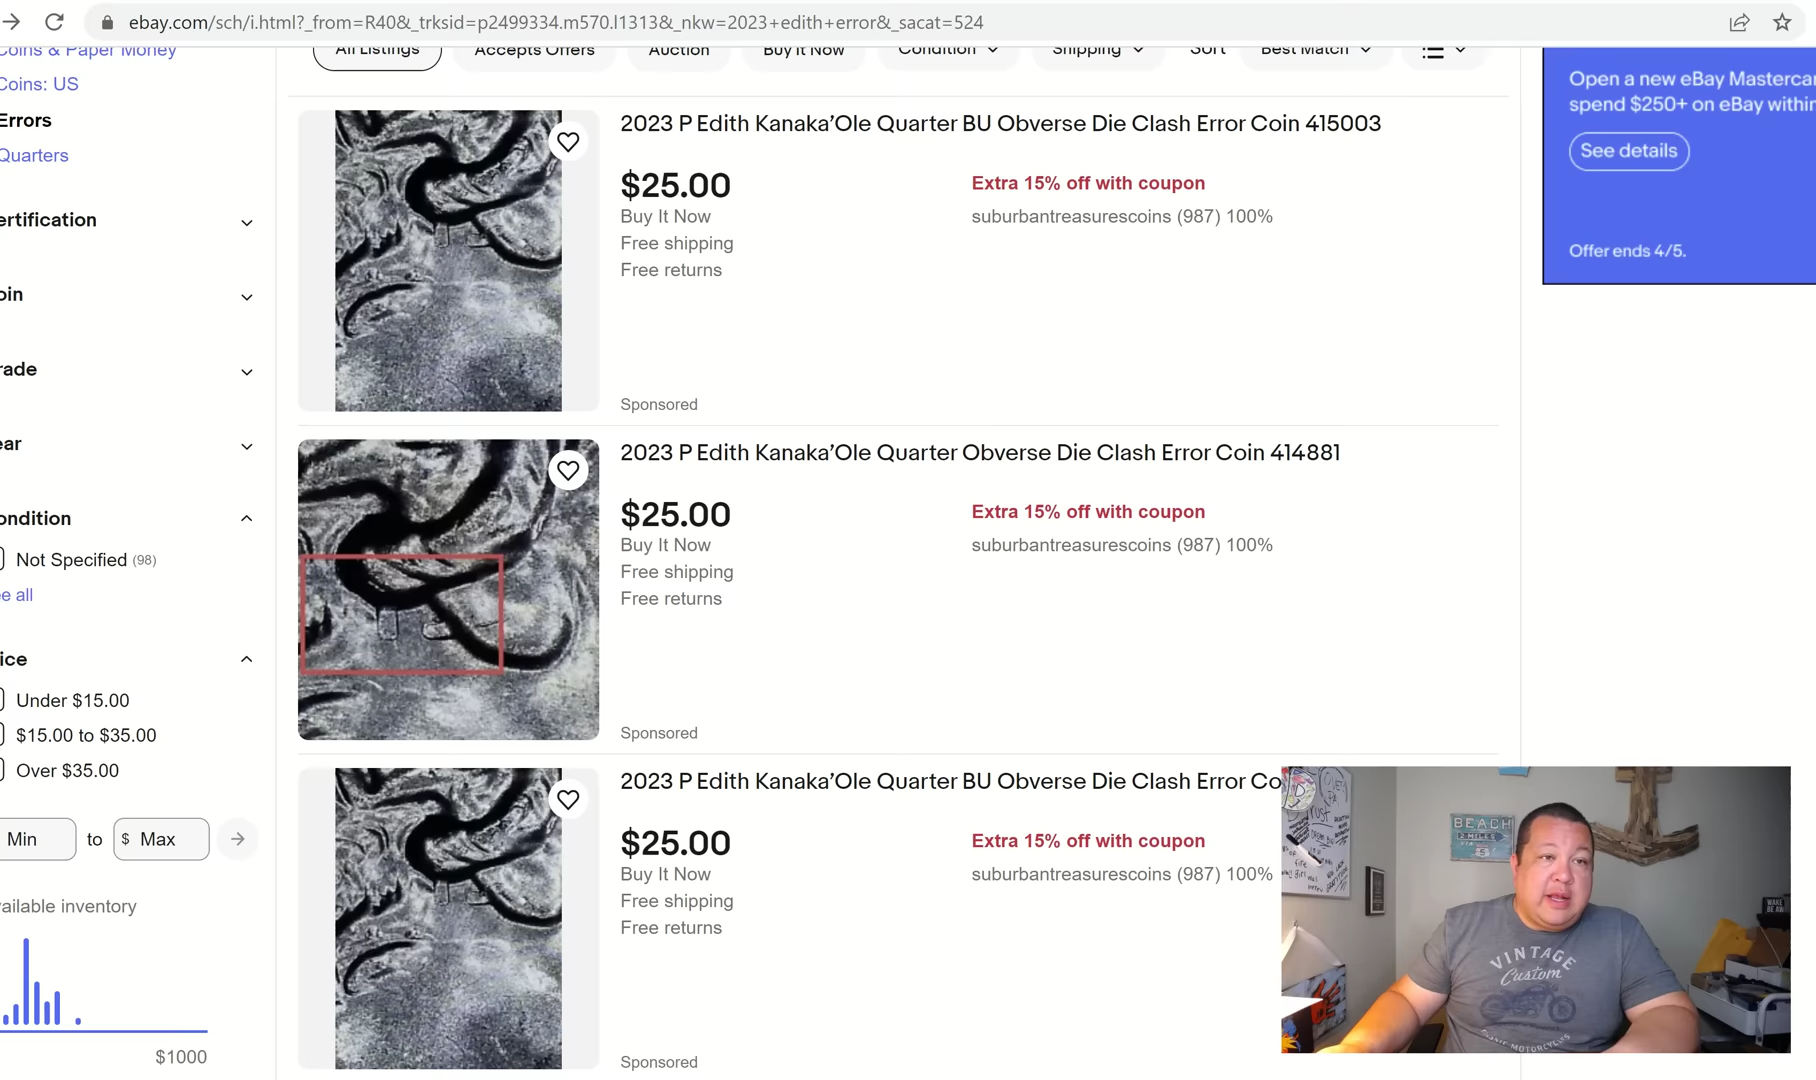 ebay.com/sch/i.html?_from=R40&_trksid=p2499334.m570.l1313&_nkw=2023+edith+error&_sacat=524
Coins & Paper Money
Coins: US
Errors
Quarters
ertification
oin
rade
ear
ondition
Not Specified (98)
e all
ice
Under $15.00
$15.00 to $35.00
Over $35.00
Min to $ Max
ailable inventory
$1000
All Listings Accepts Offers Auction Buy It Now Condition Shipping Sort Best Match
2023 P Edith Kanaka’Ole Quarter BU Obverse Die Clash Error Coin 415003
$25.00
Extra 15% off with coupon
Buy It Now
suburbantreasurescoins (987) 100%
Free shipping
Free returns
Sponsored
2023 P Edith Kanaka’Ole Quarter Obverse Die Clash Error Coin 414881
$25.00
Extra 15% off with coupon
Buy It Now
suburbantreasurescoins (987) 100%
Free shipping
Free returns
Sponsored
2023 P Edith Kanaka’Ole Quarter BU Obverse Die Clash Error Co
$25.00
Extra 15% off with coupon
Buy It Now
suburbantreasurescoins (987) 100%
Free shipping
Free returns
Sponsored
Open a new eBay Masterca
spend $250+ on eBay within
See details
Offer ends 4/5.
BEACH
2 MILES
VINTAGE
Custom